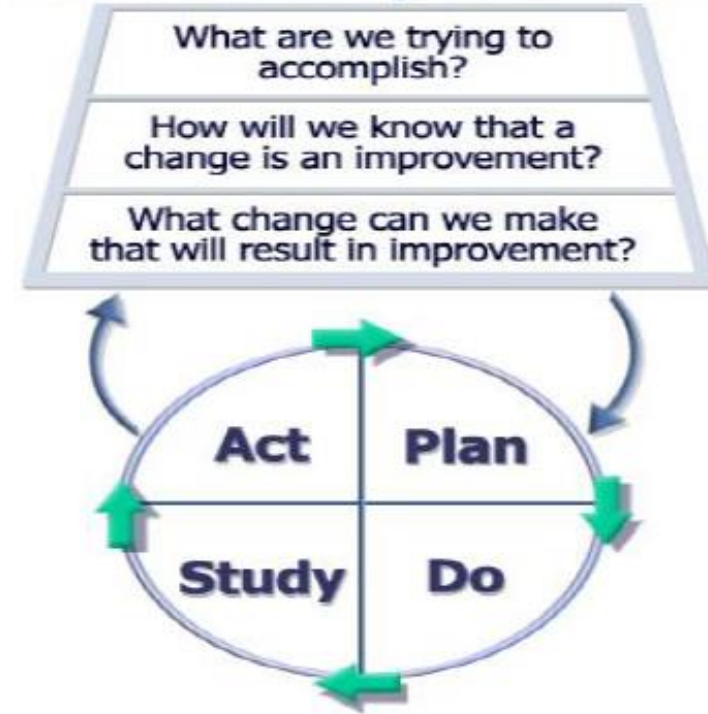 What are we trying to
accomplish?
How will we know that a
change is an improvement?
What change can we make
that will result in improvement?
Act
Plan
Study
Do